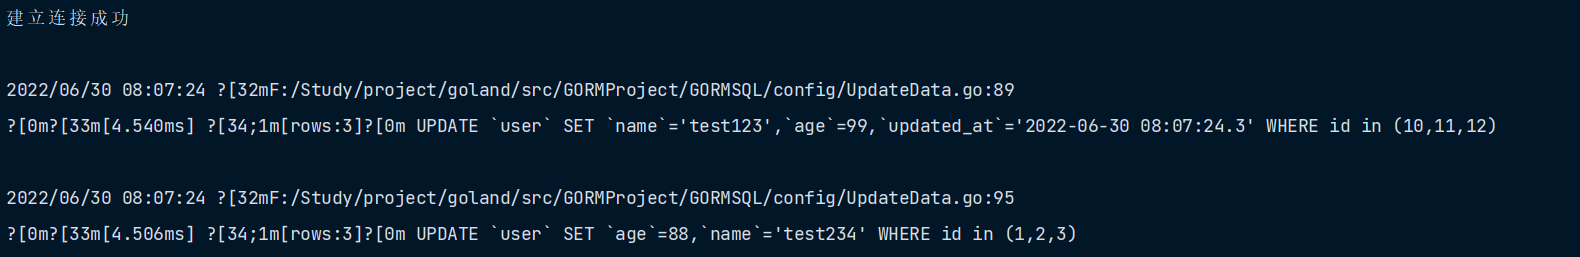 建立连接成功
2022/06/30 08:07:24 ?[32mF:/Study/project/goland/src/GORMProject/GORMSQL/config/UpdateData.go:89
?[0m?[33m[4.540ms] ?[34;1m[rows:3]?[0m UPDATE `user` SET `name`='test123',`age`=99,`updated_at`='2022-06-30 08:07:24.3' WHERE id in (10,11,12)
2022/06/30 08:07:24 ?[32mF:/Study/project/goland/src/GORMProject/GORMSQL/config/UpdateData.go:95
?[0m?[33m[4.506ms] ?[34;1m[rows:3]?[0m UPDATE `user` SET `age`=88,`name`='test234' WHERE id in (1,2,3)